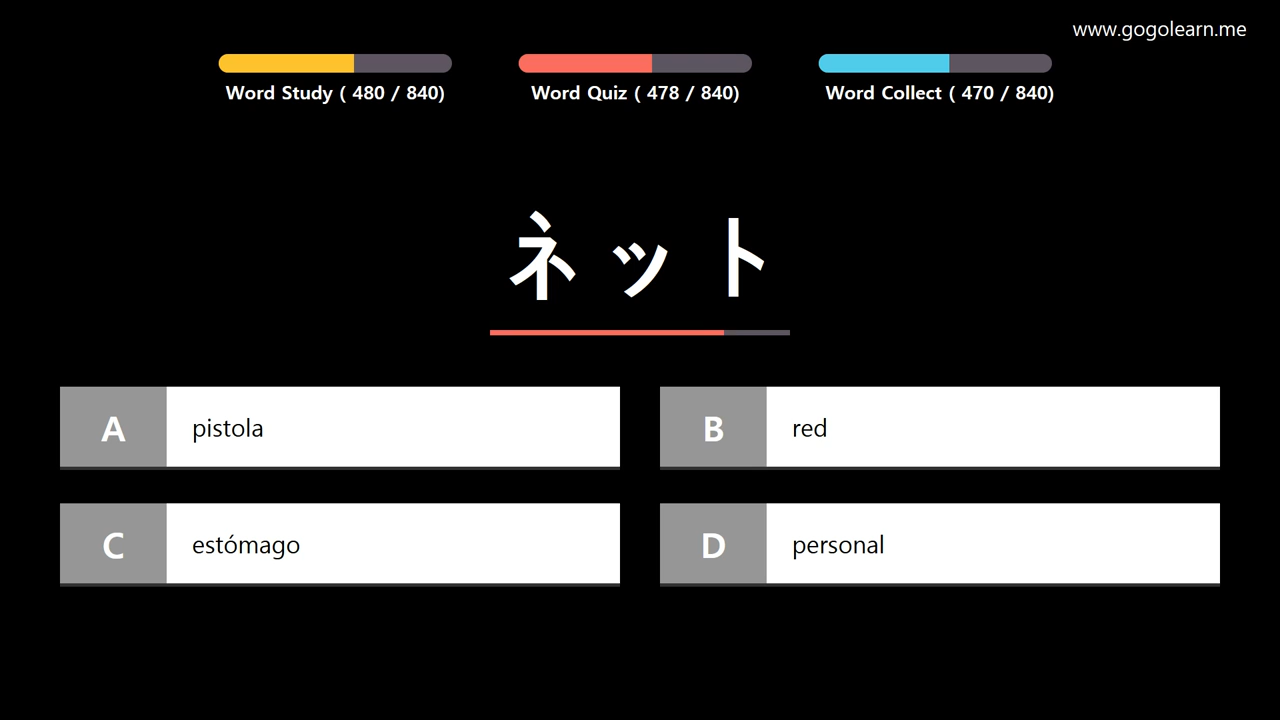 www.gogolearn.me
Word Study ( 480 / 840)
Word Quiz ( 478 / 840)
Word Collect ( 470 / 840)
ネット
A pistola
B red
C estómago
D personal